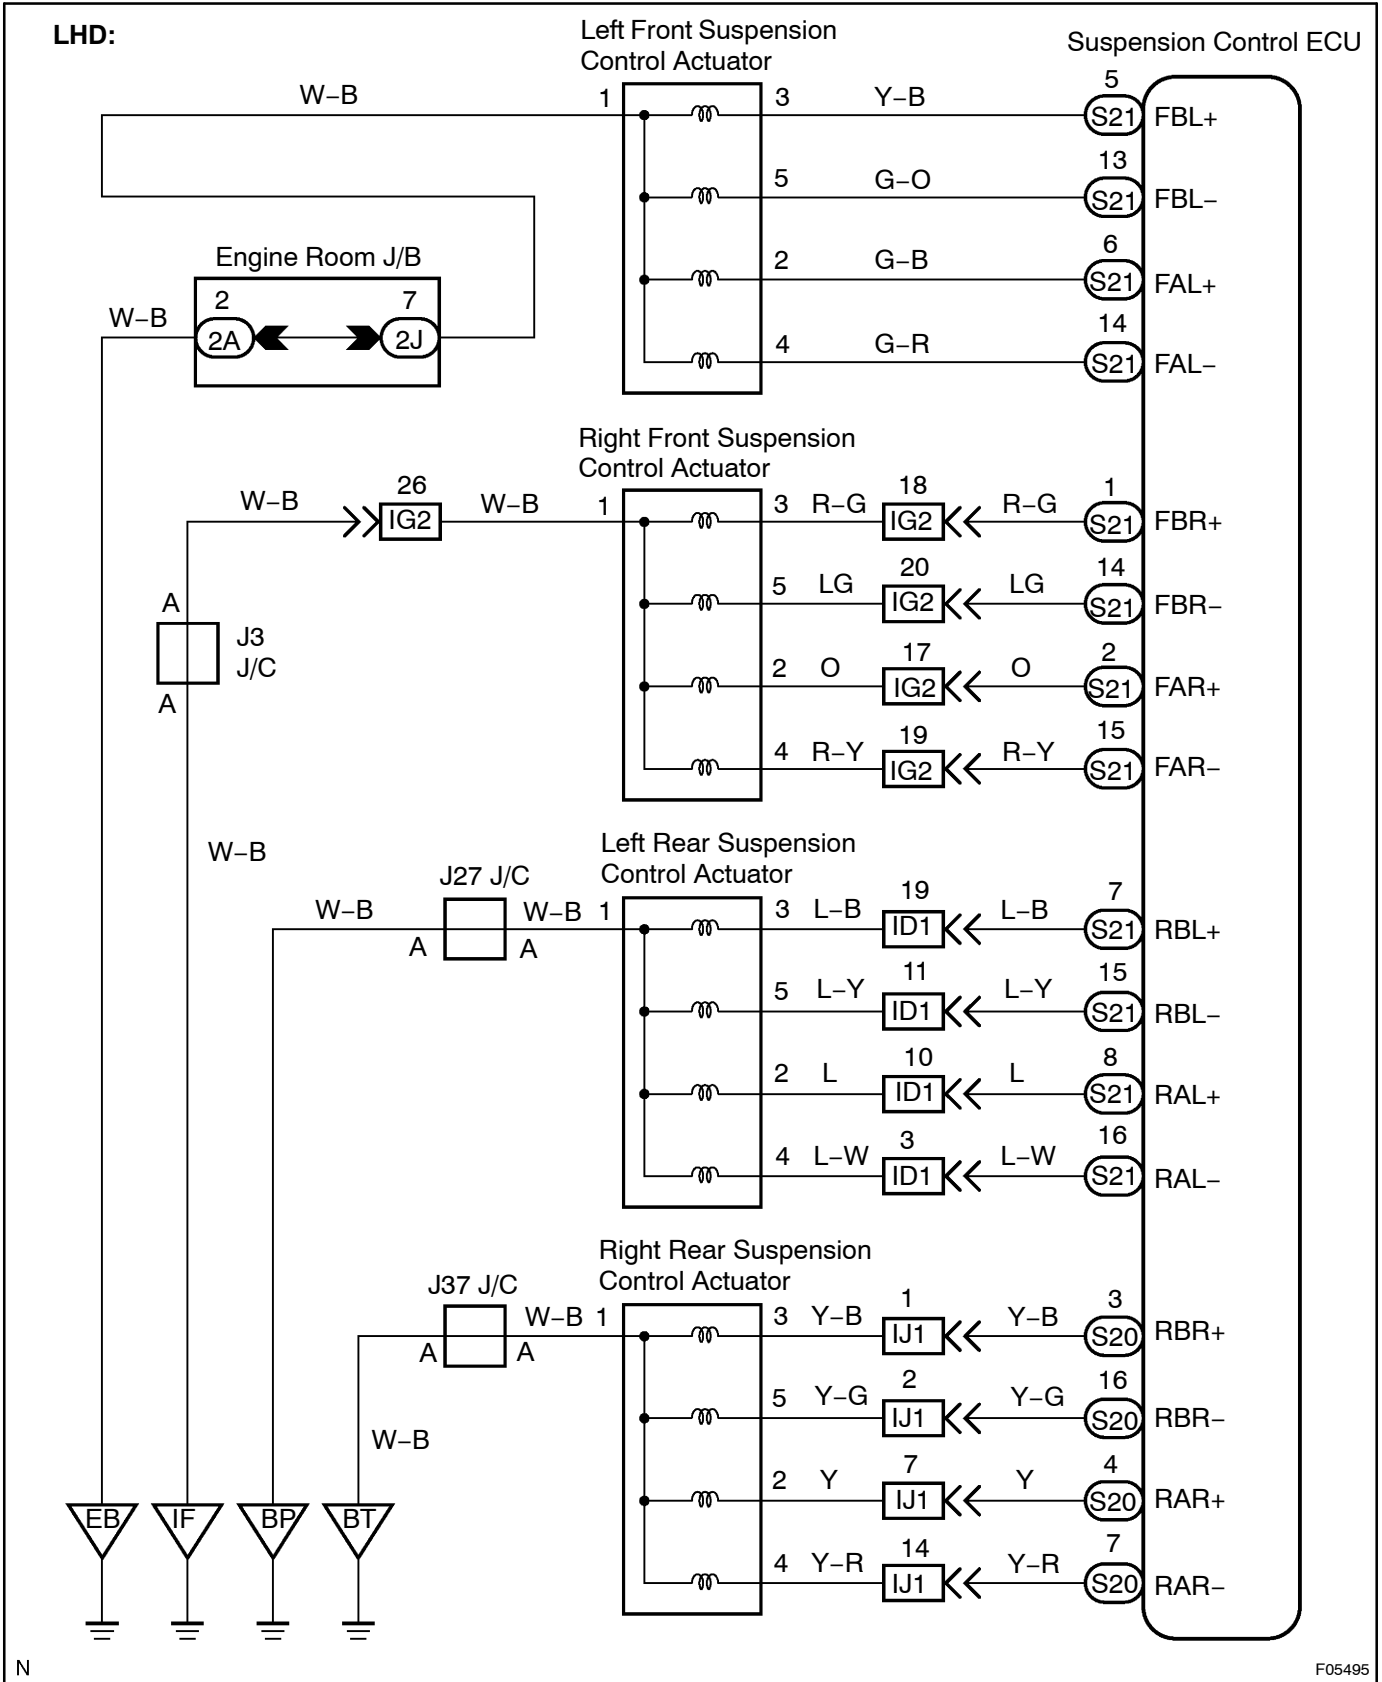 LHD:
Left Front Suspension
Control Actuator
Suspension Control ECU
W–B
1
3
Y–B
5
S21
FBL+
5
G–O
13
S21
FBL–
2
G–B
6
S21
FAL+
4
G–R
14
S21
FAL–
Engine Room J/B
W–B
2
2A
7
2J
Right Front Suspension
Control Actuator
W–B
26
IG2
W–B
1
3
R–G
18
IG2
R–G
1
S21
FBR+
5
LG
20
IG2
LG
14
S21
FBR–
2
O
17
IG2
O
2
S21
FAR+
4
R–Y
19
IG2
R–Y
15
S21
FAR–
A
J3
J/C
A
W–B
Left Rear Suspension
Control Actuator
J27 J/C
W–B
A
W–B
A
1
3
L–B
19
ID1
L–B
7
S21
RBL+
5
L–Y
11
ID1
L–Y
15
S21
RBL–
2
L
10
ID1
L
8
S21
RAL+
4
L–W
3
ID1
L–W
16
S21
RAL–
Right Rear Suspension
Control Actuator
J37 J/C
A
W–B
A
1
3
Y–B
1
IJ1
Y–B
3
S20
RBR+
5
Y–G
2
IJ1
Y–G
16
S20
RBR–
2
Y
7
IJ1
Y
4
S20
RAR+
4
Y–R
14
IJ1
Y–R
7
S20
RAR–
W–B
EB
IF
BP
BT
N
F05495